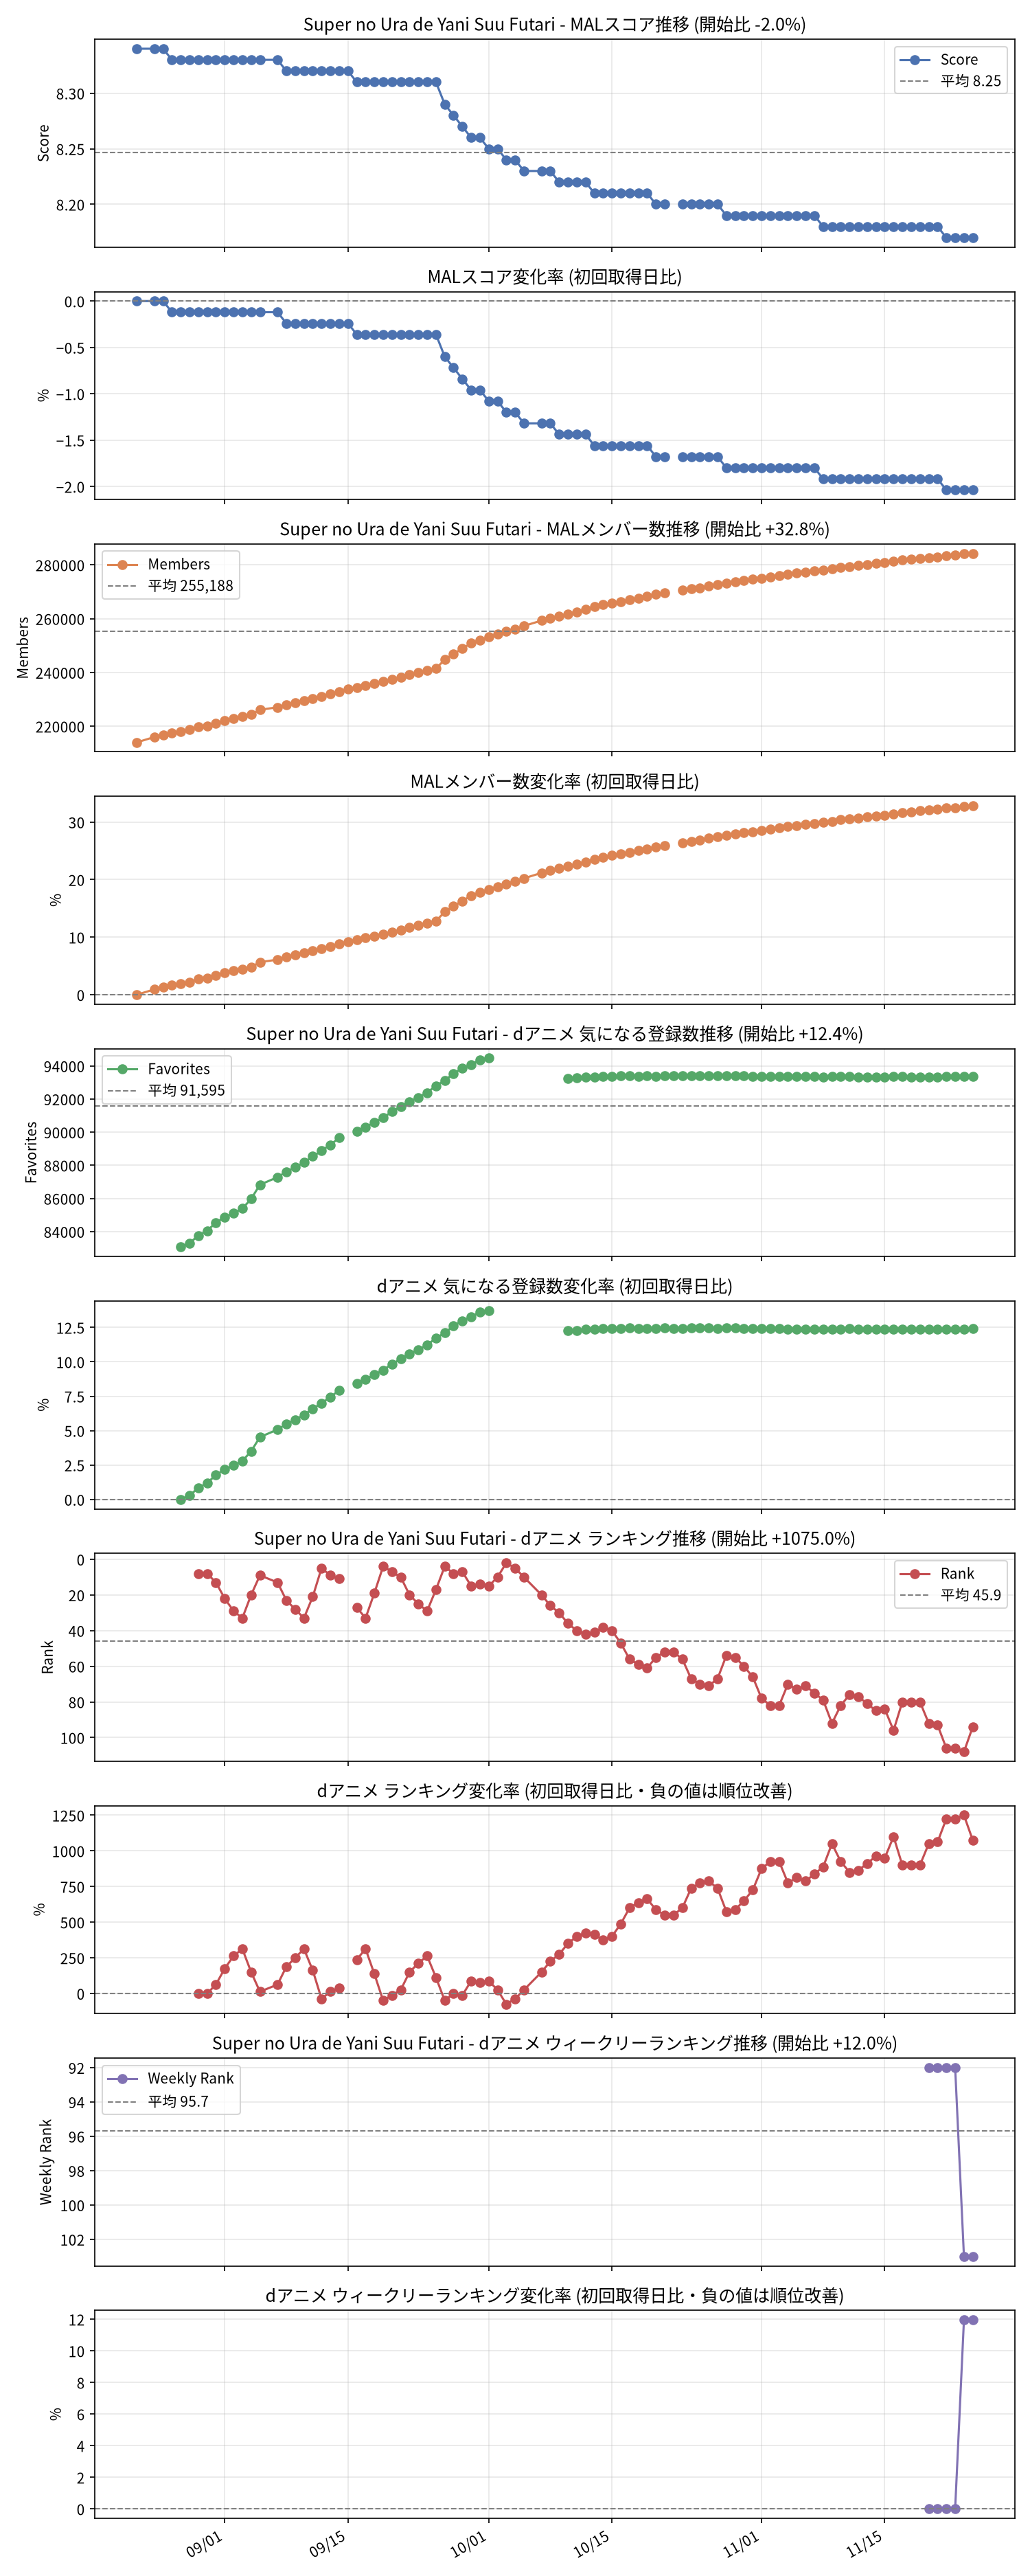 Super no Ura de Yani Suu Futari - MALスコア推移 (開始比 -2.0%)
Score
8.30
8.25
8.20
Score
平均 8.25
MALスコア変化率 (初回取得日比)
%
0.0
−0.5
−1.0
−1.5
−2.0
Super no Ura de Yani Suu Futari - MALメンバー数推移 (開始比 +32.8%)
Members
280000
260000
240000
220000
Members
平均 255,188
MALメンバー数変化率 (初回取得日比)
%
30
20
10
0
Super no Ura de Yani Suu Futari - dアニメ 気になる登録数推移 (開始比 +12.4%)
Favorites
94000
92000
90000
88000
86000
84000
Favorites
平均 91,595
dアニメ 気になる登録数変化率 (初回取得日比)
%
12.5
10.0
7.5
5.0
2.5
0.0
Super no Ura de Yani Suu Futari - dアニメ ランキング推移 (開始比 +1075.0%)
Rank
0
20
40
60
80
100
Rank
平均 45.9
dアニメ ランキング変化率 (初回取得日比・負の値は順位改善)
%
1250
1000
750
500
250
0
Super no Ura de Yani Suu Futari - dアニメ ウィークリーランキング推移 (開始比 +12.0%)
Weekly Rank
92
94
96
98
100
102
Weekly Rank
平均 95.7
dアニメ ウィークリーランキング変化率 (初回取得日比・負の値は順位改善)
%
12
10
8
6
4
2
0
09/01
09/15
10/01
10/15
11/01
11/15